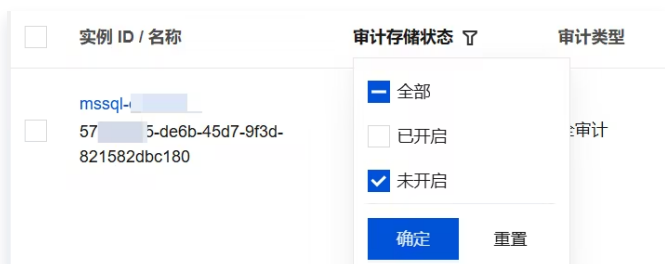 实例 ID / 名称
审计存储状态
审计类型
全部
mssql-
已开启
57 5-de6b-45d7-9f3d-
821582dbc180
审计
未开启
确定
重置